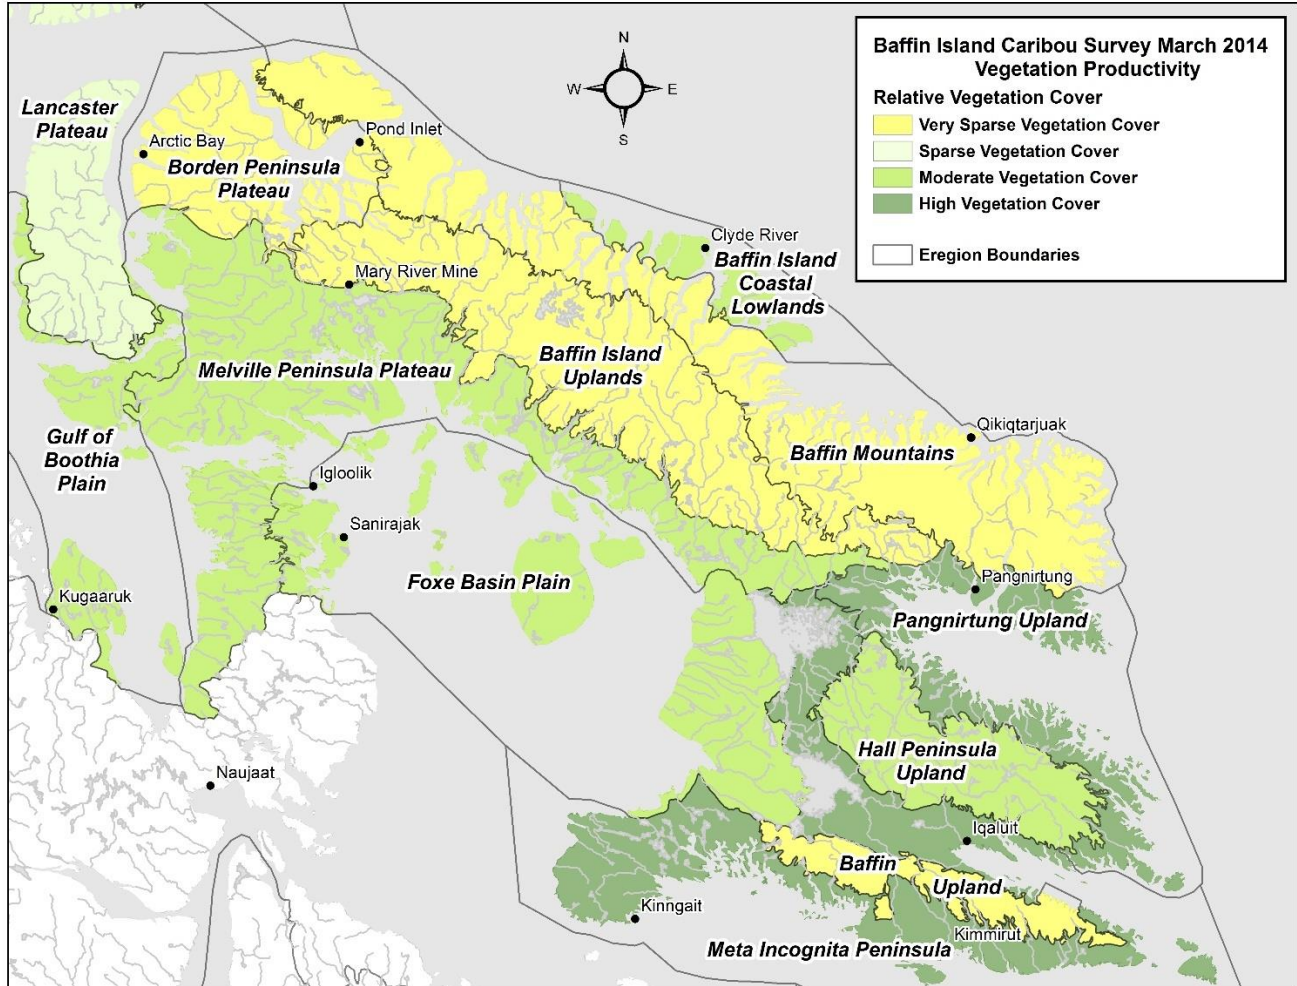 Baffin Island Caribou Survey March 2014
Vegetation Productivity
Relative Vegetation Cover
Very Sparse Vegetation Cover
Sparse Vegetation Cover
Moderate Vegetation Cover
High Vegetation Cover
Eregion Boundaries
N
W
E
S
Lancaster
Plateau
Arctic Bay
Pond Inlet
Borden Peninsula
Plateau
Clyde River
Baffin Island
Coastal
Lowlands
Mary River Mine
Melville Peninsula Plateau
Baffin Island
Uplands
Gulf of
Boothia
Plain
Qikiqtarjuak
Baffin Mountains
Igloolik
Sanirajak
Foxe Basin Plain
Kugaaruk
Pangnirtung
Pangnirtung Upland
Hall Peninsula
Upland
Naujaat
Iqaluit
Baffin
Upland
Kinngait
Kimmirut
Meta Incognita Peninsula